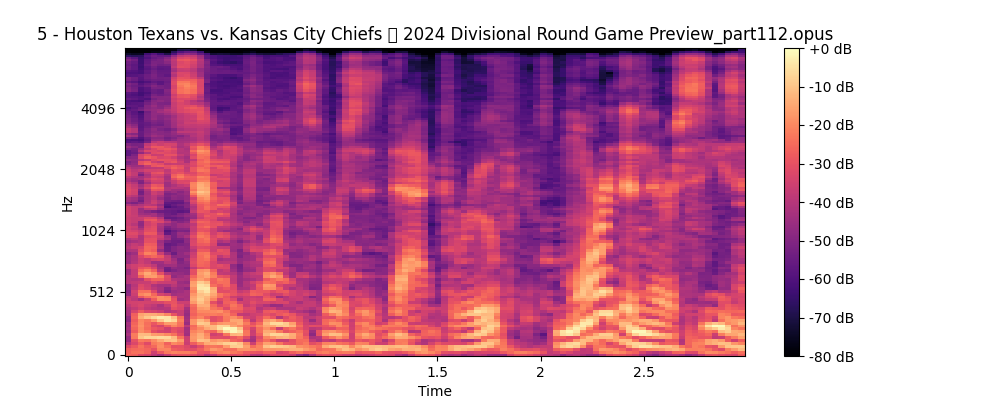 5 - Houston Texans vs. Kansas City Chiefs ▯ 2024 Divisional Round Game Preview_part112.opus
+0 dB
-10 dB
-20 dB
-30 dB
-40 dB
-50 dB
-60 dB
-70 dB
-80 dB
4096
2048
1024
512
0
Hz
0
0.5
1
1.5
2
2.5
Time